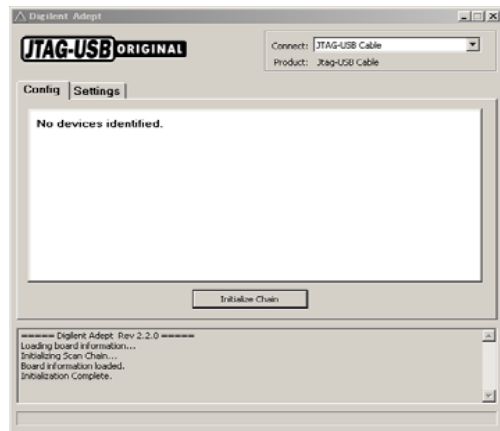 Digilent Adept
JTAG-USB ORIGINAL
Connect: JTAG-USB Cable
Product: Jtag-USB Cable
Config Settings
No devices identified.
Initialize Chain
===== Digilent Adept Rev 2.2.0 =====
Loading board information...
Initializing Scan Chain...
Board information loaded.
Initialization Complete.